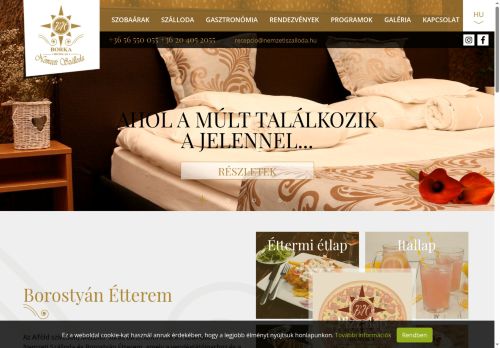 SZOBAÁRAK SZÁLLODA GASZTRONÓMIA RENDEZVÉNYEK PROGRAMOK GALÉRIA KAPCSOLAT HU
+36 56 550 055 +36 20 405 2055 recepcio@nemzetiszalloda.hu
BORKA
Nemzeti Szálloda
AHOL A MÚLT TALÁLKOZIK
A JELENNEL...
RÉSZLETEK
Éttermi étlap
Itallap
Borostyán Étterem
Ez a weboldal cookie-kat használ annak érdekében, hogy a legjobb élményt nyújtsuk honlapunkon. További információk Rendben